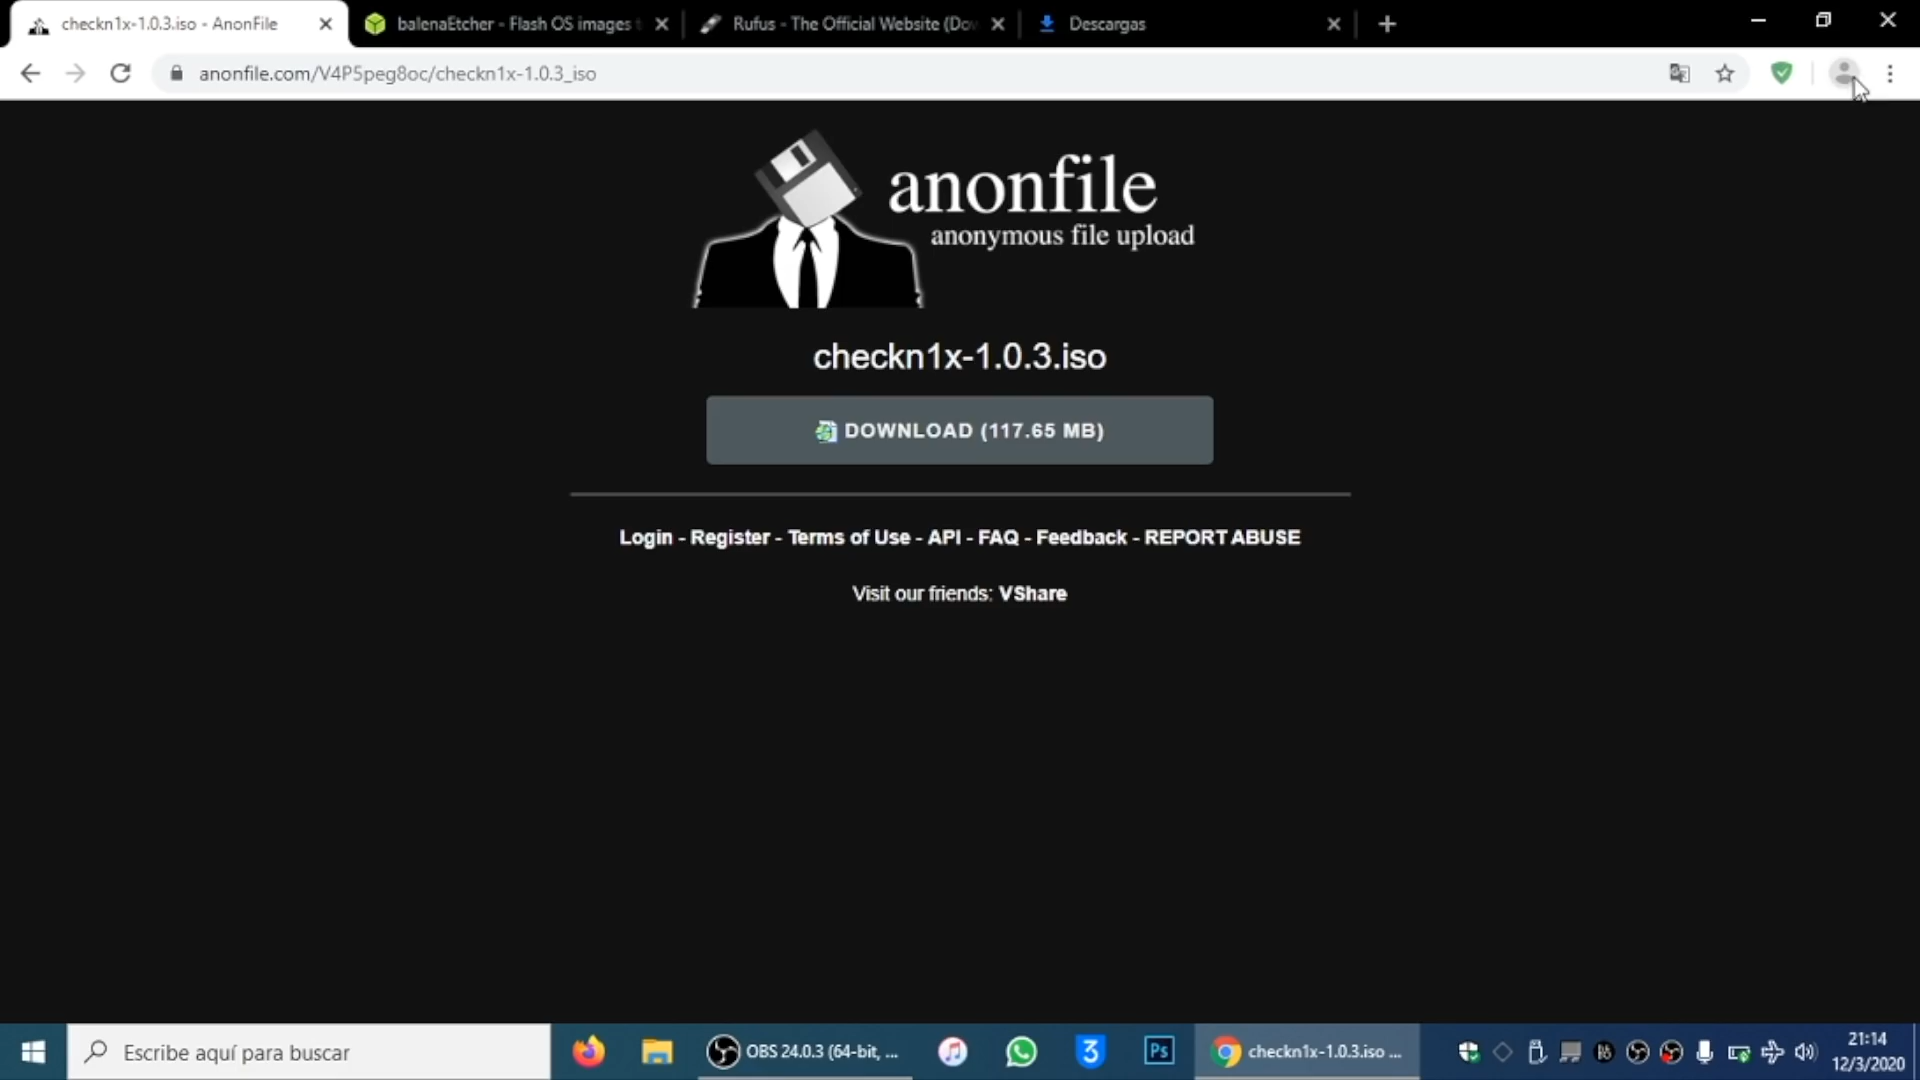 checkn1x-1.0.3.iso - AnonFile
balenaEtcher - Flash OS images t
Rufus - The Official Website (Dow
Descargas
anonfile.com/V4P5peg8oc/checkn1x-1.0.3_iso
anonfile
anonymous file upload
checkn1x-1.0.3.iso
DOWNLOAD (117.65 MB)
Login - Register - Terms of Use - API - FAQ - Feedback - REPORT ABUSE
Visit our friends: VShare
Escribe aquí para buscar
OBS 24.0.3 (64-bit, ...
3
Ps
checkn1x-1.0.3.iso ...
21:14
12/3/2020